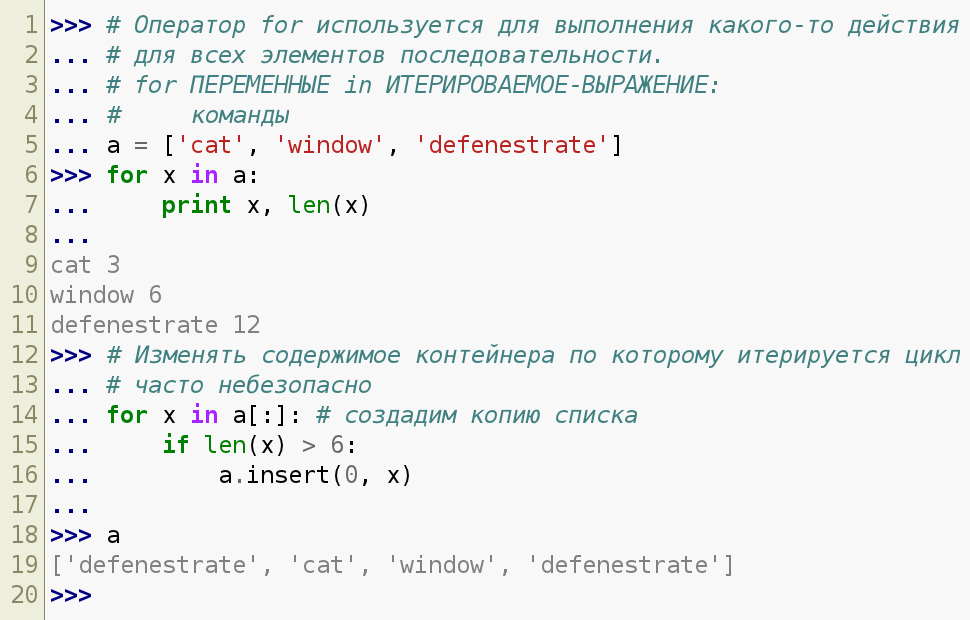 1 >>> # Оператор for используется для выполнения какого-то действия
2 ... # для всех элементов последовательности.
3 ... # for ПЕРЕМЕННЫЕ in ИТЕРИРОВАЕМОЕ-ВЫРАЖЕНИЕ:
4 ... #     команды
5 ... a = ['cat', 'window', 'defenestrate']
6 >>> for x in a:
7 ...     print x, len(x)
8 ...
9 cat 3
10 window 6
11 defenestrate 12
12 >>> # Изменять содержимое контейнера по которому итерируется цикл
13 ... # часто небезопасно
14 ... for x in a[:]: # создадим копию списка
15 ...     if len(x) > 6:
16 ...         a.insert(0, x)
17 ...
18 >>> a
19 ['defenestrate', 'cat', 'window', 'defenestrate']
20 >>>